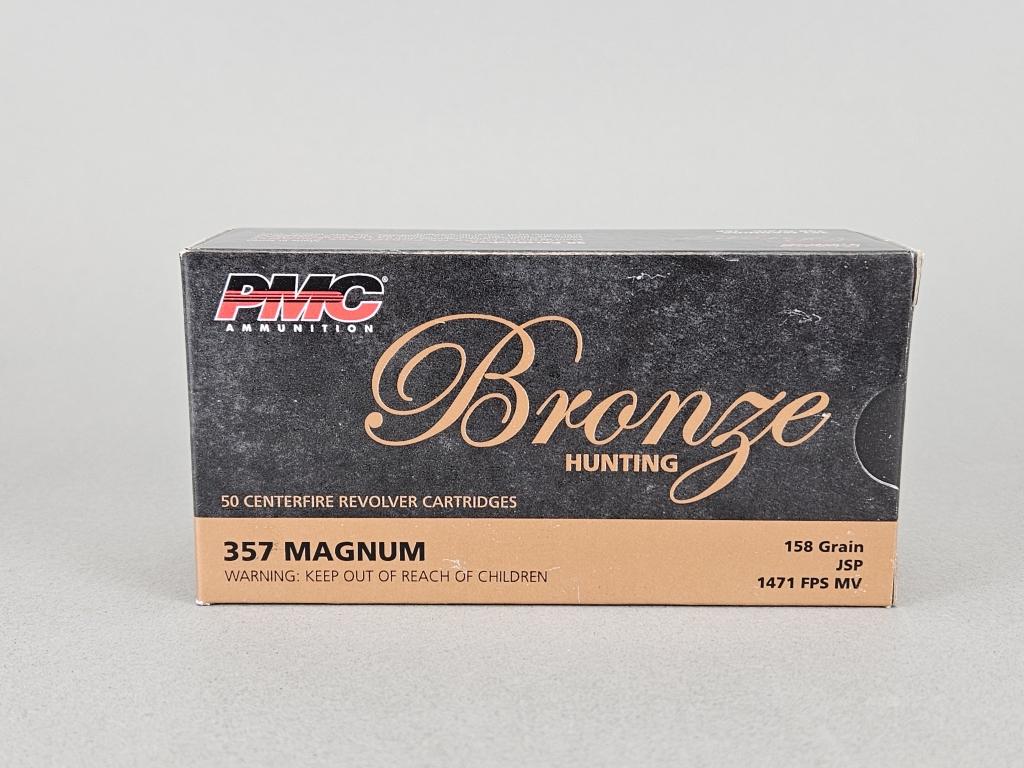 PMC®
AMMUNITION
Bronze
HUNTING
50 CENTERFIRE REVOLVER CARTRIDGES
357 MAGNUM
WARNING: KEEP OUT OF REACH OF CHILDREN
158 Grain
JSP
1471 FPS MV